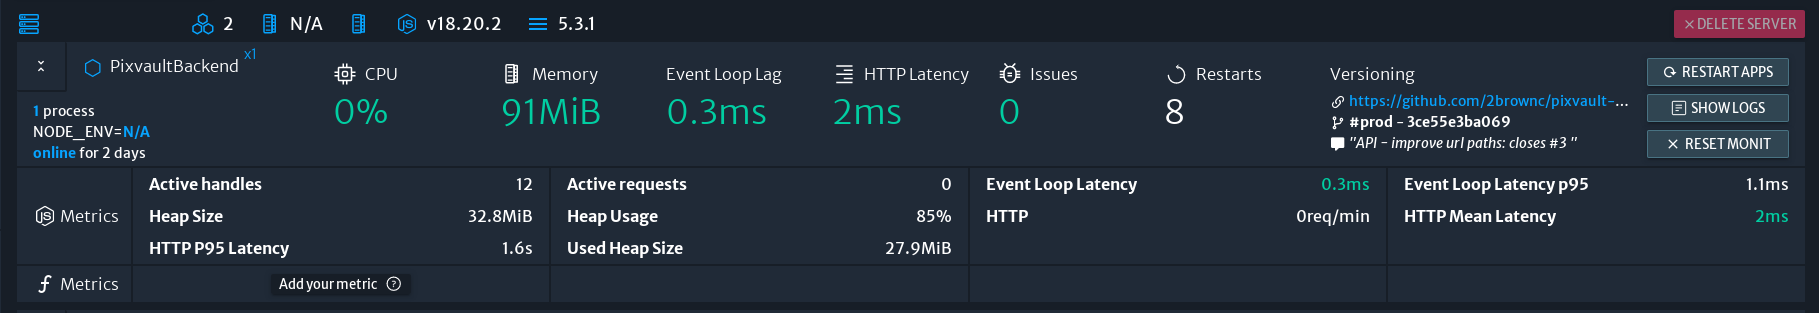 2 N/A v18.20.2 5.3.1 × DELETE SERVER
PixvaultBackend x1
1 process
NODE_ENV=N/A
online for 2 days
CPU
0%
Memory
91MiB
Event Loop Lag
0.3ms
HTTP Latency
2ms
Issues
0
Restarts
8
Versioning
https://github.com/2brownc/pixvault-...
#prod - 3ce55e3ba069
"API - improve url paths: closes #3 "
RESTART APPS
SHOW LOGS
× RESET MONIT
JS Metrics
Active handles 12
Heap Size 32.8MiB
HTTP P95 Latency 1.6s
Active requests 0
Heap Usage 85%
Used Heap Size 27.9MiB
Event Loop Latency 0.3ms
HTTP 0req/min
Event Loop Latency p95 1.1ms
HTTP Mean Latency 2ms
Metrics
Add your metric ?